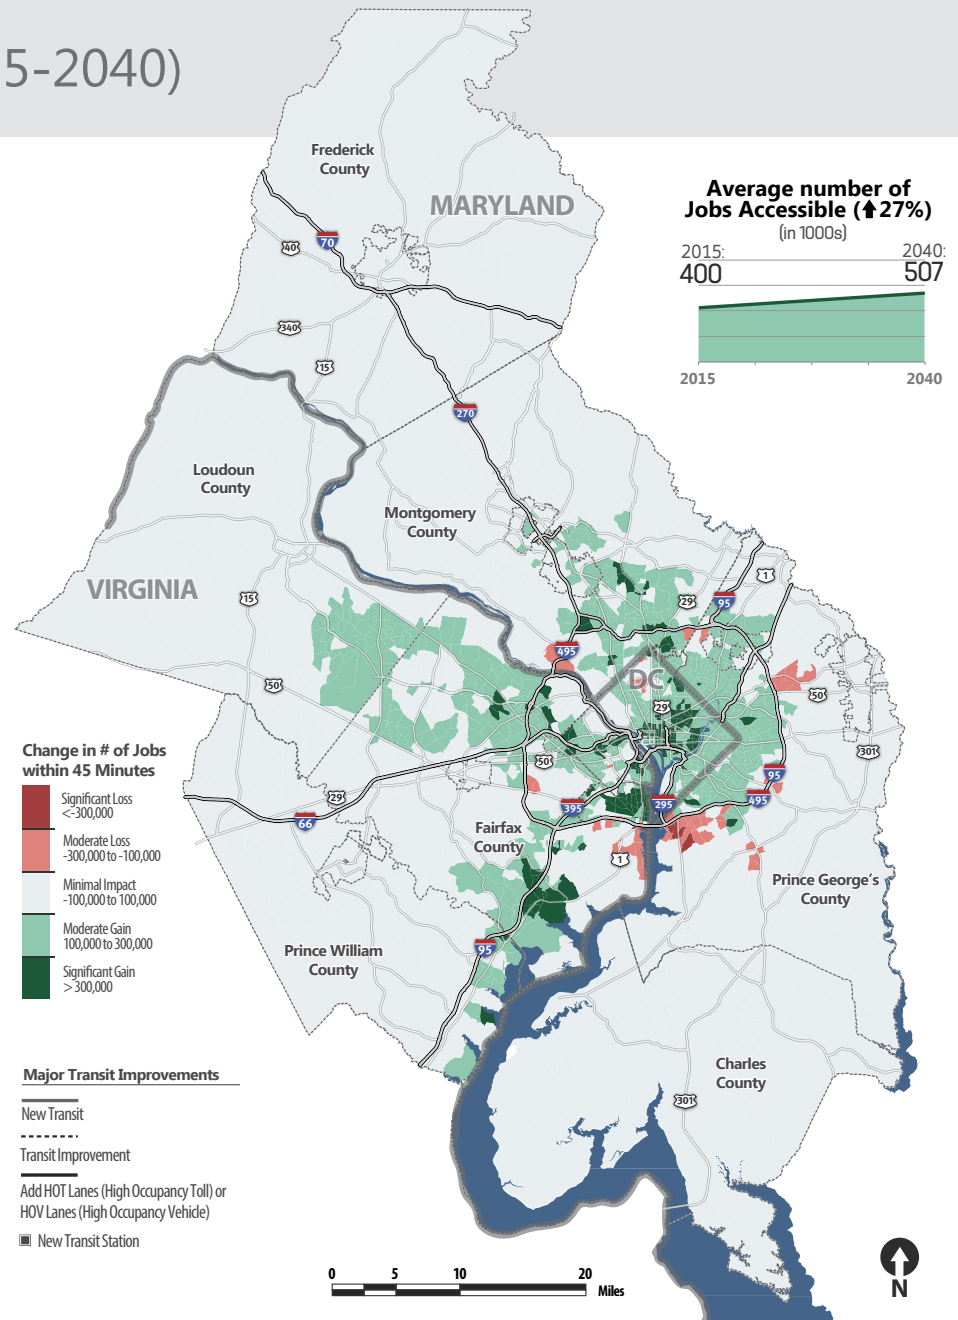 5-2040)
Frederick
County
MARYLAND
Average number of
Jobs Accessible (⬆27%)
(in 1000s)
2015:
2040:
400
507
2015
2040
70
40
340
15
270
Loudoun
County
Montgomery
County
VIRGINIA
15
1
29
95
495
DC
50
29
50
301
50
95
495
395
295
29
66
Fairfax
County
1
Prince George's
County
95
Prince William
County
Charles
County
301
Change in # of Jobs
within 45 Minutes
Significant Loss
<-300,000
Moderate Loss
-300,000 to -100,000
Minimal Impact
-100,000 to 100,000
Moderate Gain
100,000 to 300,000
Significant Gain
> 300,000
Major Transit Improvements
New Transit
Transit Improvement
Add HOT Lanes (High Occupancy Toll) or
HOV Lanes (High Occupancy Vehicle)
New Transit Station
0 5 10 20
Miles
N